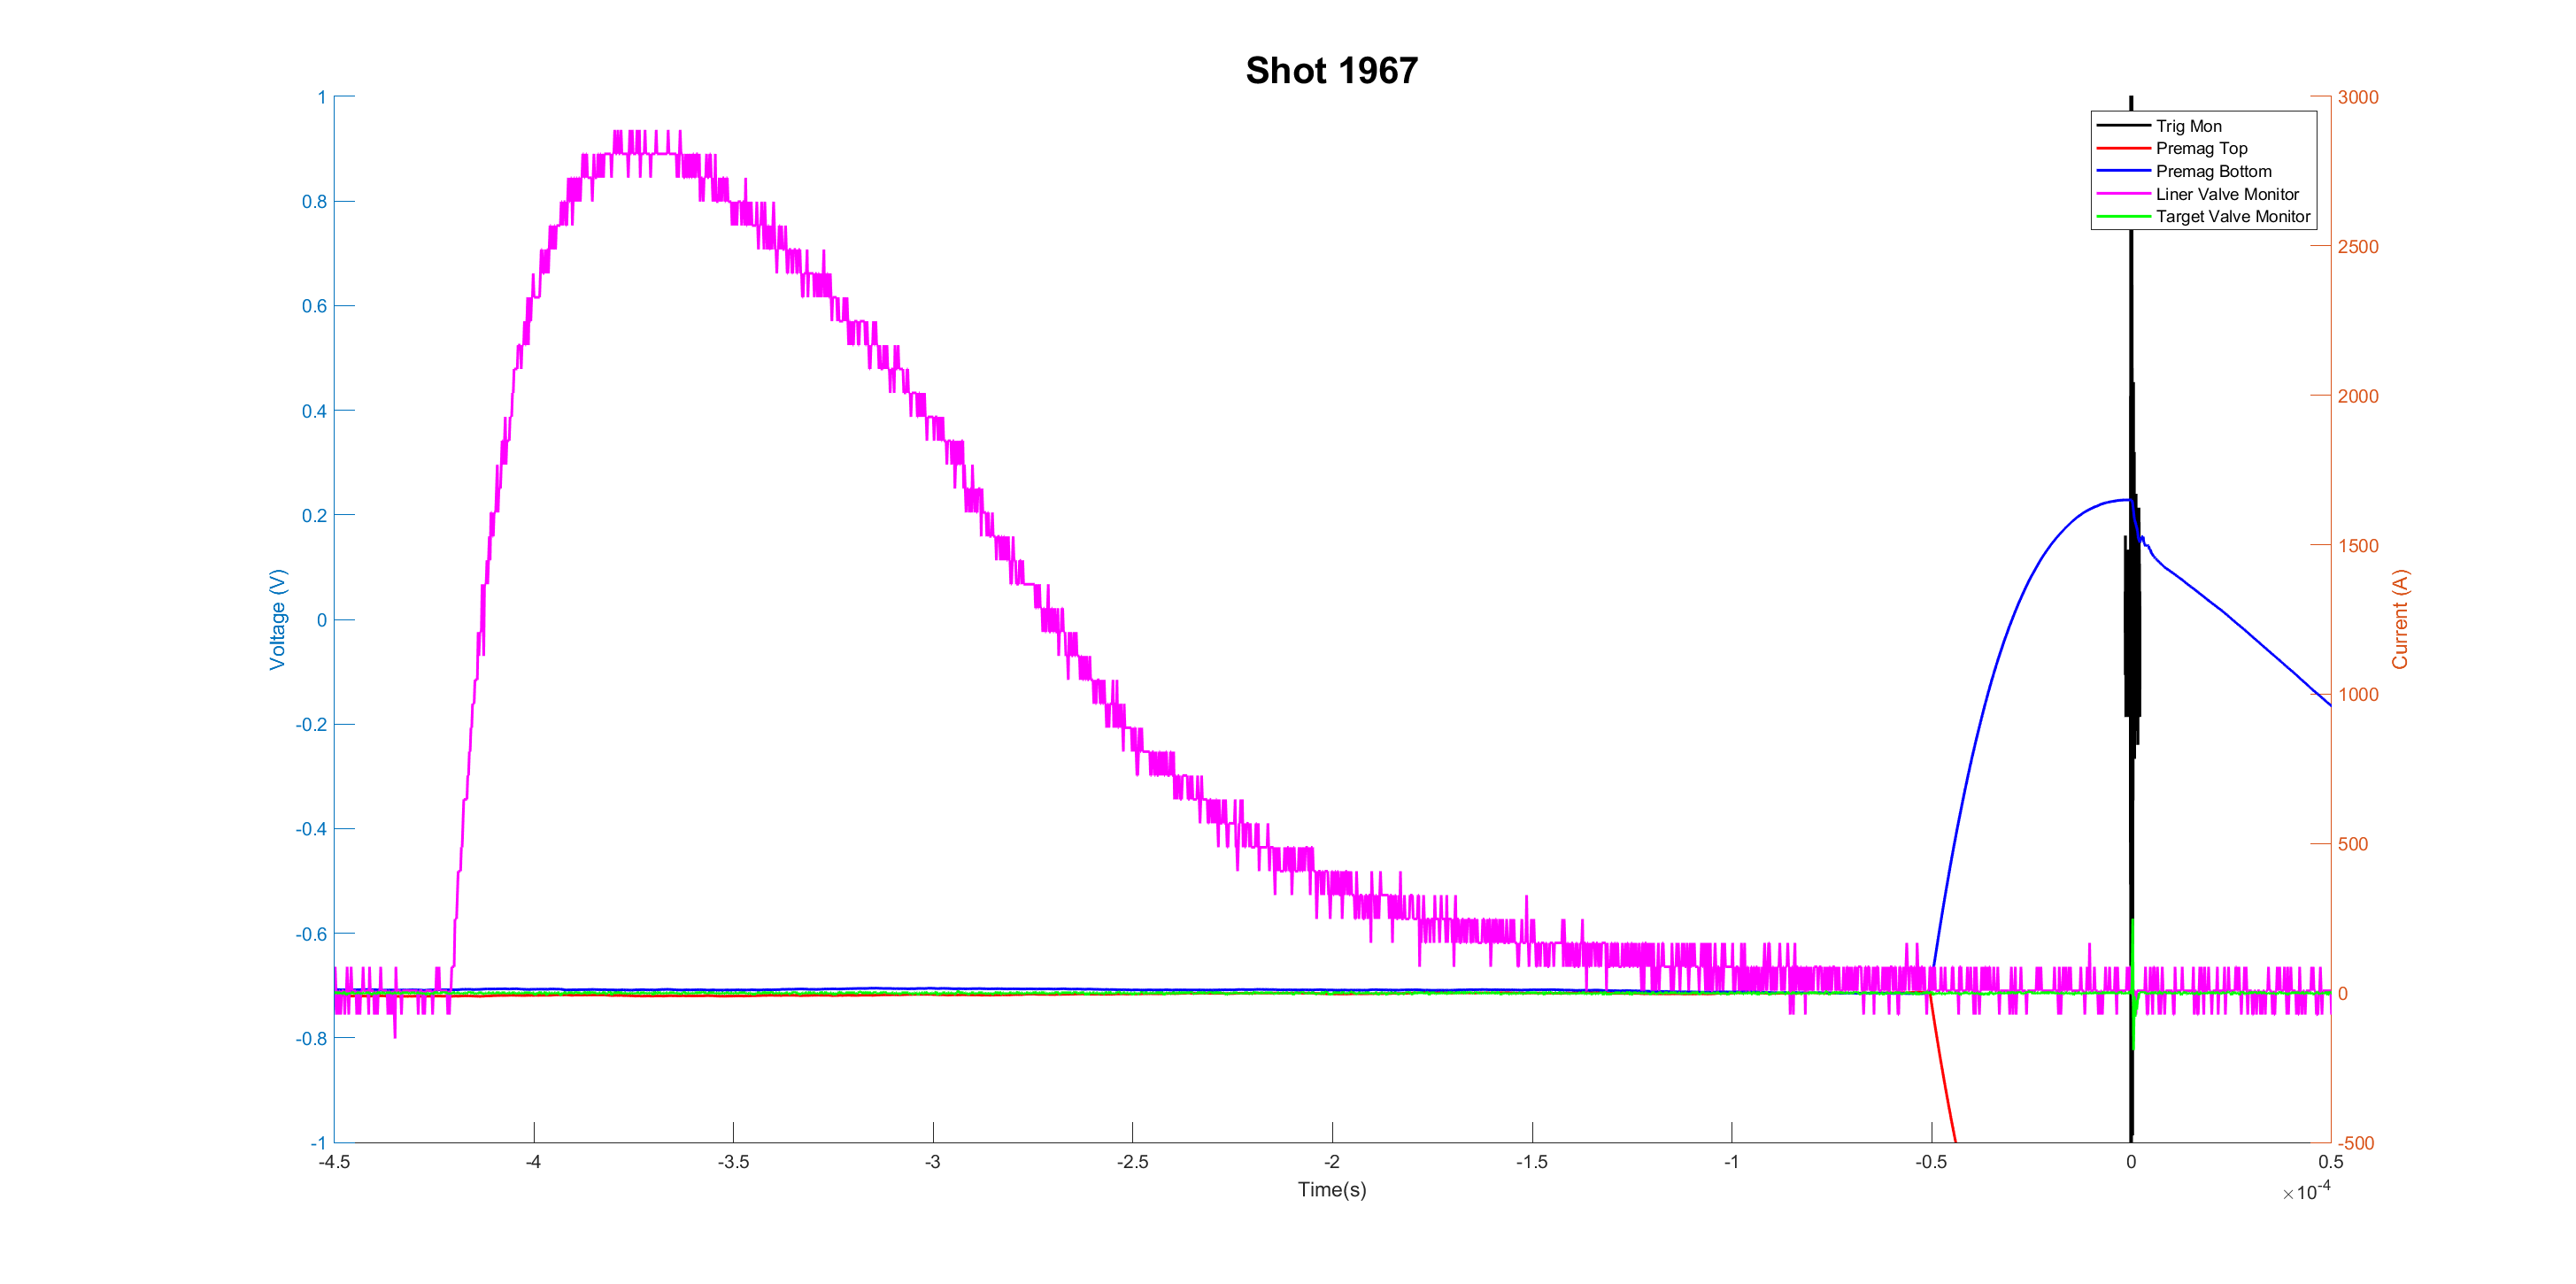 Shot 1967
1
0.8
0.6
0.4
0.2
0
-0.2
-0.4
-0.6
-0.8
-1
Voltage (V)
3000
2500
2000
1500
1000
500
0
-500
Current (A)
Trig Mon
Premag Top
Premag Bottom
Liner Valve Monitor
Target Valve Monitor
-4.5 -4 -3.5 -3 -2.5 -2 -1.5 -1 -0.5 0 0.5
Time(s)
×10⁻⁴